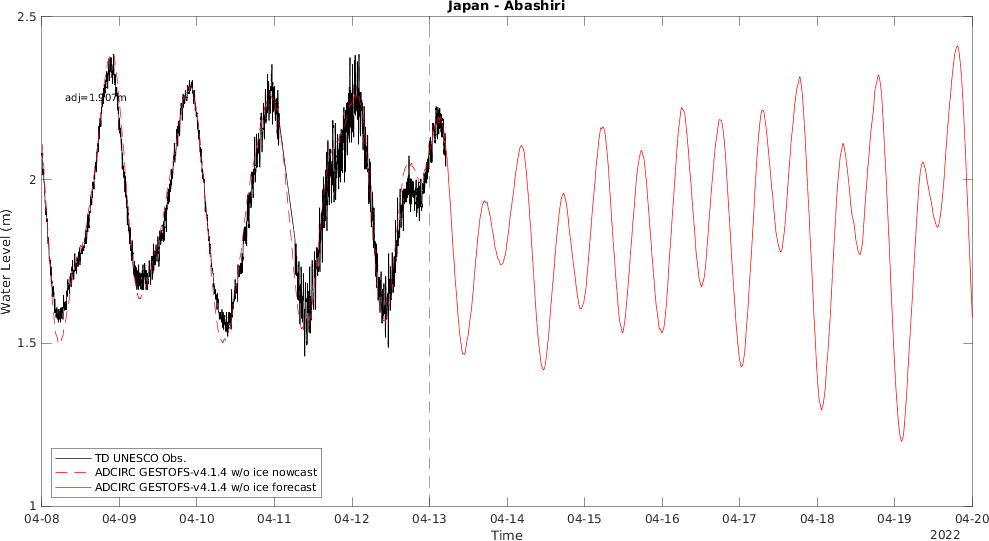 Japan - Abashiri
2.5
adj=1.907m
2
Water Level (m)
1.5
TD UNESCO Obs.
ADCIRC GESTOFS-v4.1.4 w/o ice nowcast
ADCIRC GESTOFS-v4.1.4 w/o ice forecast
1
04-08 04-09 04-10 04-11 04-12 04-13 04-14 04-15 04-16 04-17 04-18 04-19 04-20
Time
2022